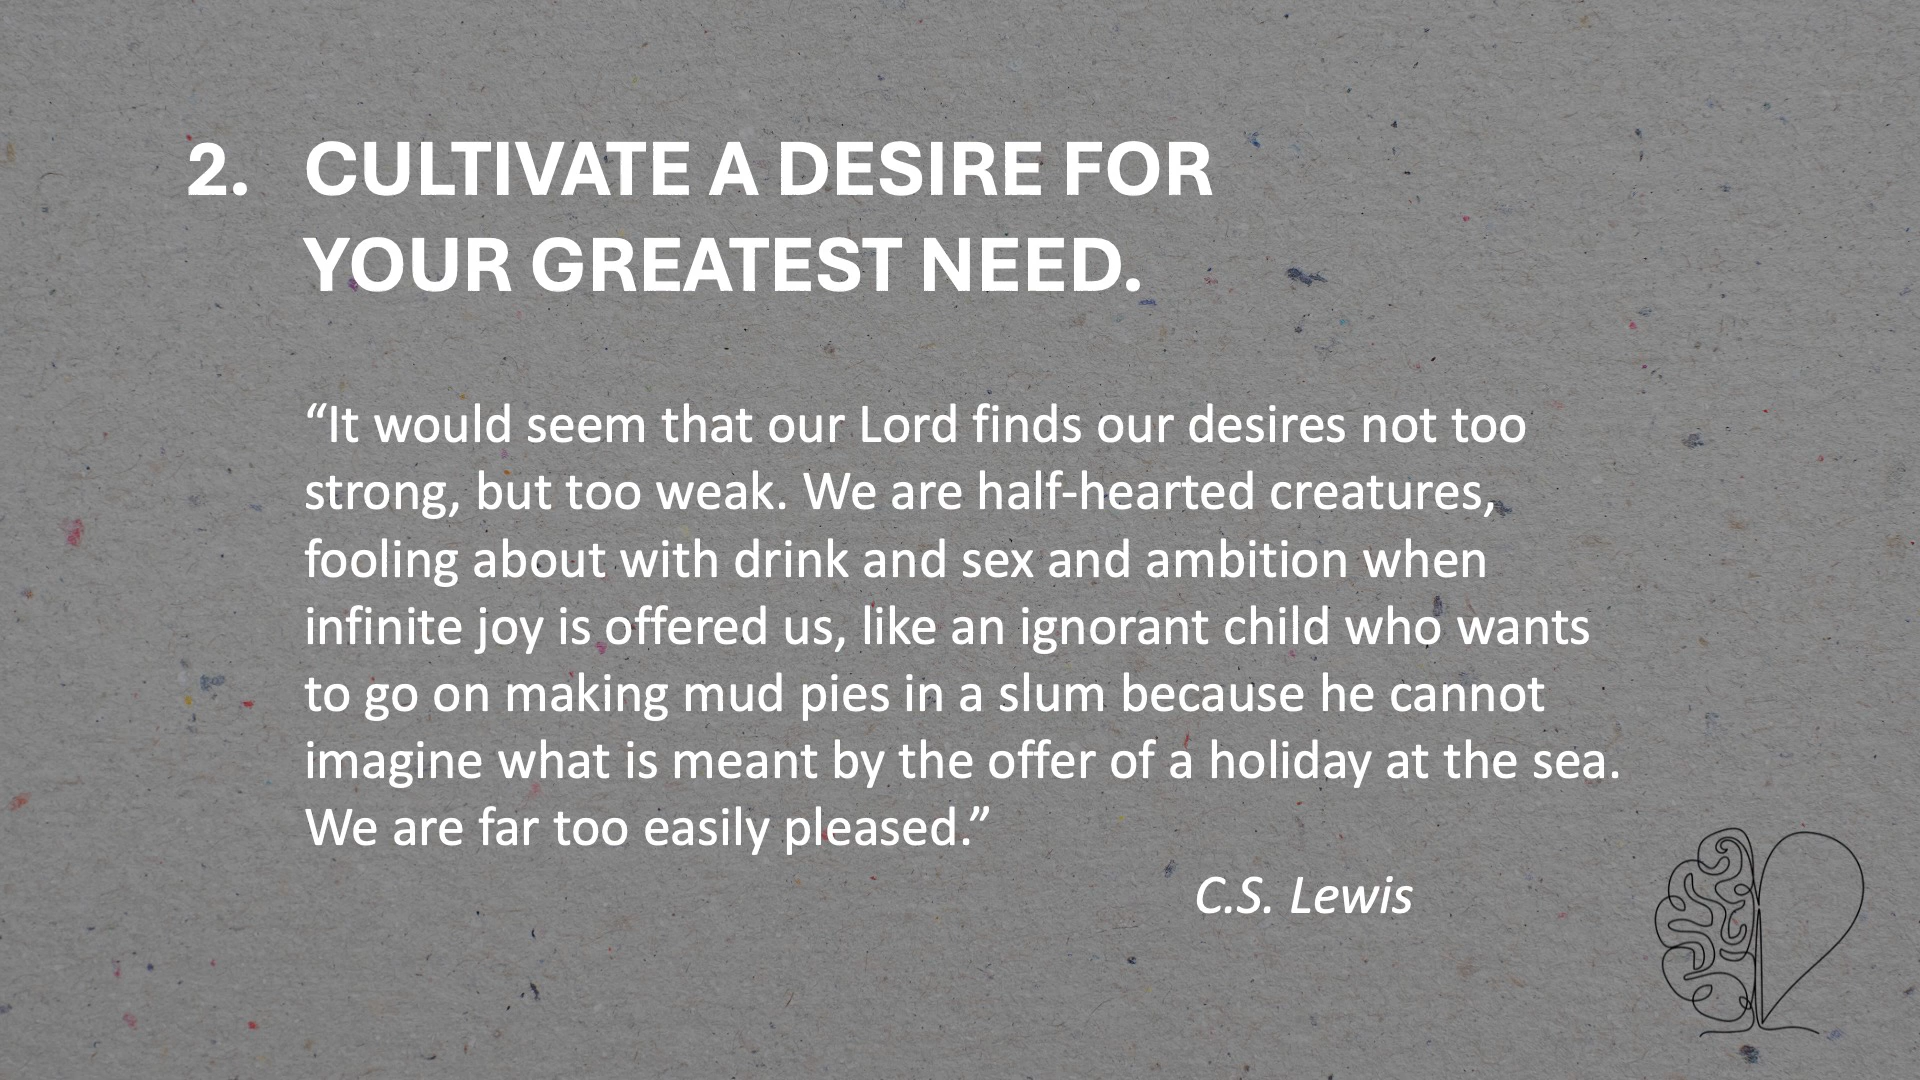 2. CULTIVATE A DESIRE FOR
YOUR GREATEST NEED.
“It would seem that our Lord finds our desires not too
strong, but too weak. We are half-hearted creatures,
fooling about with drink and sex and ambition when
infinite joy is offered us, like an ignorant child who wants
to go on making mud pies in a slum because he cannot
imagine what is meant by the offer of a holiday at the sea.
We are far too easily pleased.”
C.S. Lewis